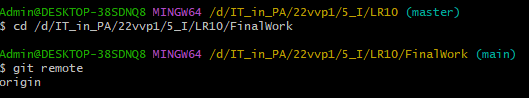 Admin@DESKTOP-38SDNQ8 MINGW64 /d/IT_in_PA/22vvp1/5_I/LR10 (master)
$ cd /d/IT_in_PA/22vvp1/5_I/LR10/FinalWork
Admin@DESKTOP-38SDNQ8 MINGW64 /d/IT_in_PA/22vvp1/5_I/LR10/FinalWork (main)
$ git remote
origin